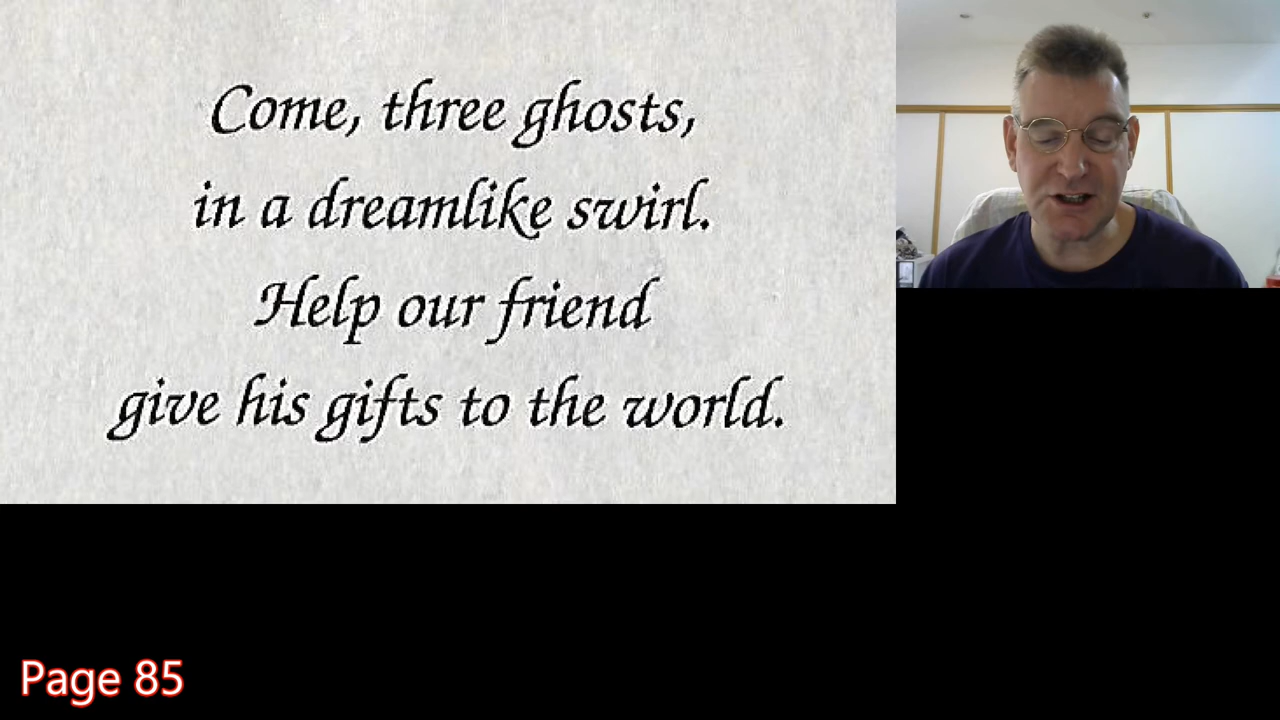 Come, three ghosts,
in a dreamlike swirl.
Help our friend
give his gifts to the world.
Page 85